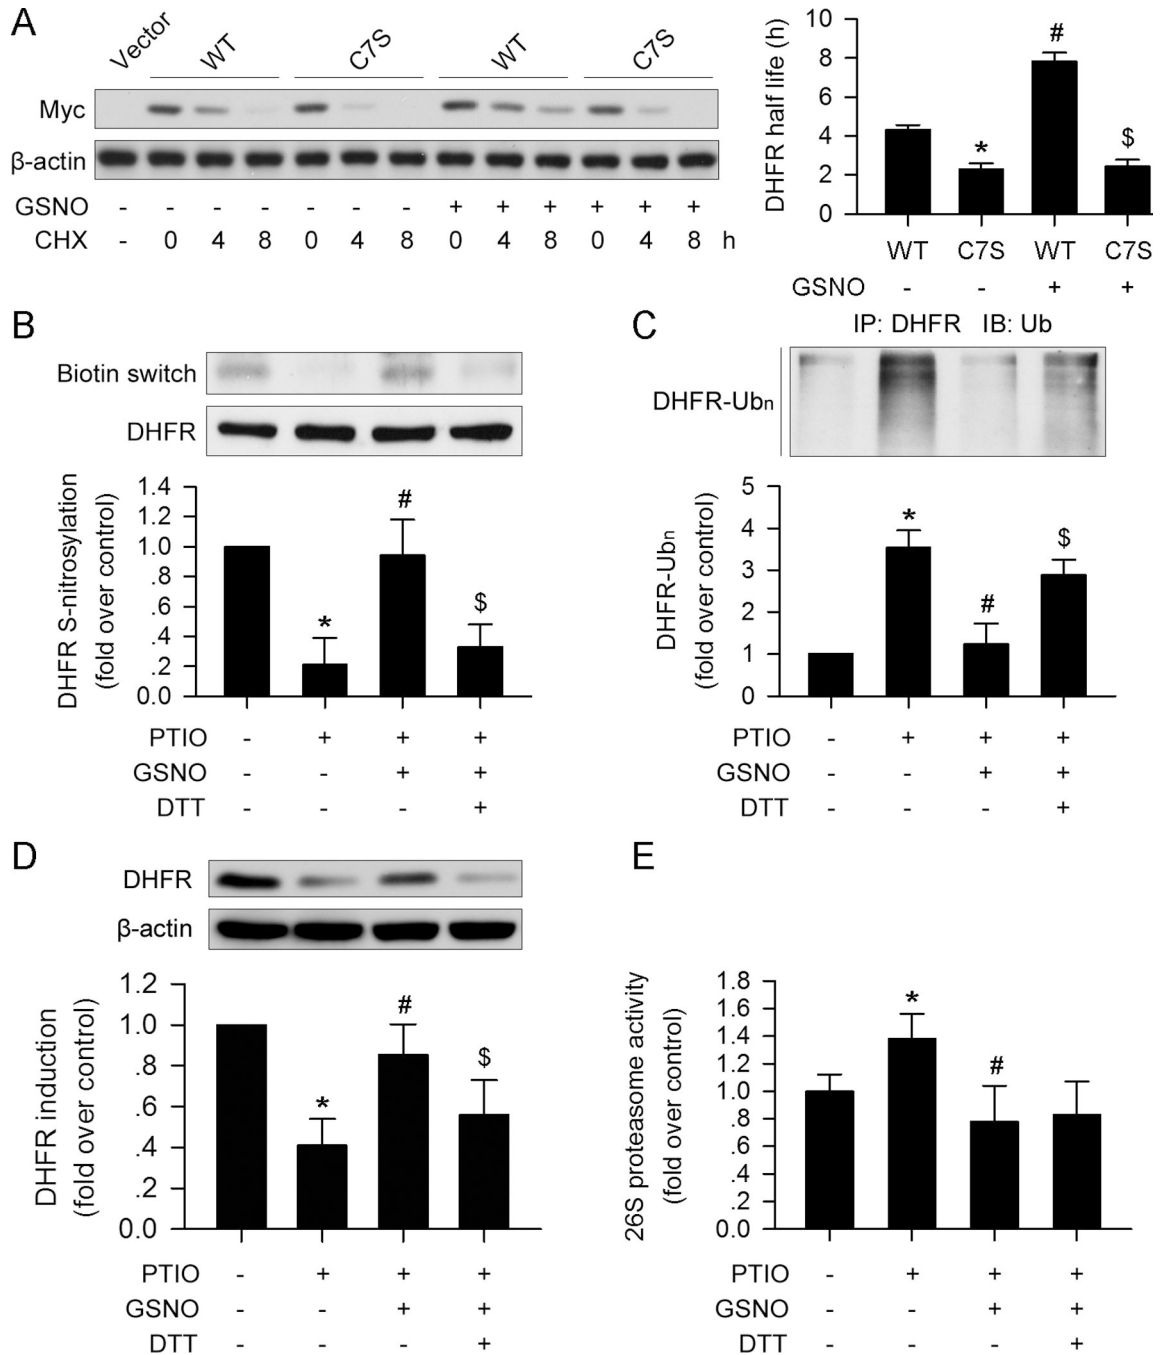 A
Vector
WT
C7S
WT
C7S
Myc
β-actin
GSNO - - - - - - - + + + + + +
CHX - 0 4 8 0 4 8 0 4 8 0 4 8 h
DHFR half life (h)
10
8
6
4
2
0
*
#
$
WT C7S WT C7S
GSNO - - + +
B
Biotin switch
DHFR
DHFR S-nitrosylation
(fold over control)
1.4
1.2
1.0
.8
.6
.4
.2
0.0
*
#
$
PTIO - + + +
GSNO - - + +
DTT - - - +
C
IP: DHFR IB: Ub
DHFR-Ubn
DHFR-Ubn
(fold over control)
5
4
3
2
1
0
*
#
$
PTIO - + + +
GSNO - - + +
DTT - - - +
D
DHFR
β-actin
DHFR induction
(fold over control)
1.2
1.0
.8
.6
.4
.2
0.0
*
#
$
PTIO - + + +
GSNO - - + +
DTT - - - +
E
26S proteasome activity
(fold over control)
1.8
1.6
1.4
1.2
1.0
.8
.6
.4
.2
0.0
*
#
PTIO - + + +
GSNO - - + +
DTT - - - +